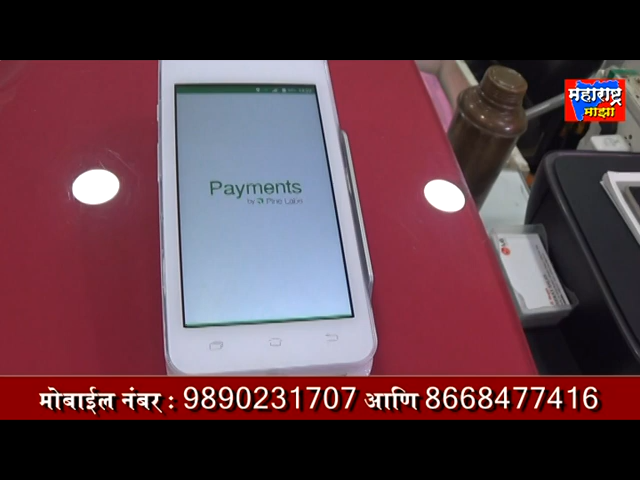 महाराष्ट्र
माझा
Payments
by Pine Labs
मोबाईल नंबर : 9890231707 आणि 8668477416